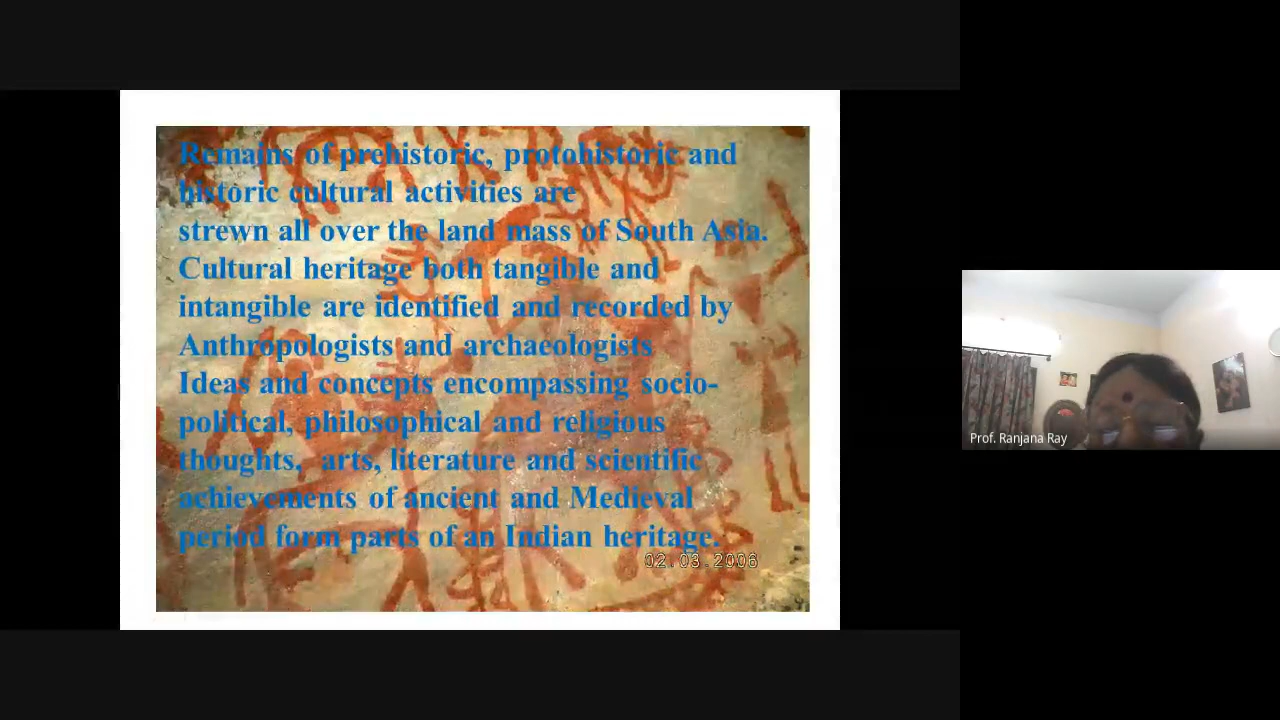 Remains of prehistoric, protohistoric and
historic cultural activities are
strewn all over the land mass of South Asia.
Cultural heritage both tangible and
intangible are identified and recorded by
Anthropologists and archaeologists
Ideas and concepts encompassing socio-
political, philosophical and religious
thoughts,  arts, literature and scientific
achievements of ancient and Medieval
period form parts of an Indian heritage.
02.03.2006
Prof. Ranjana Ray